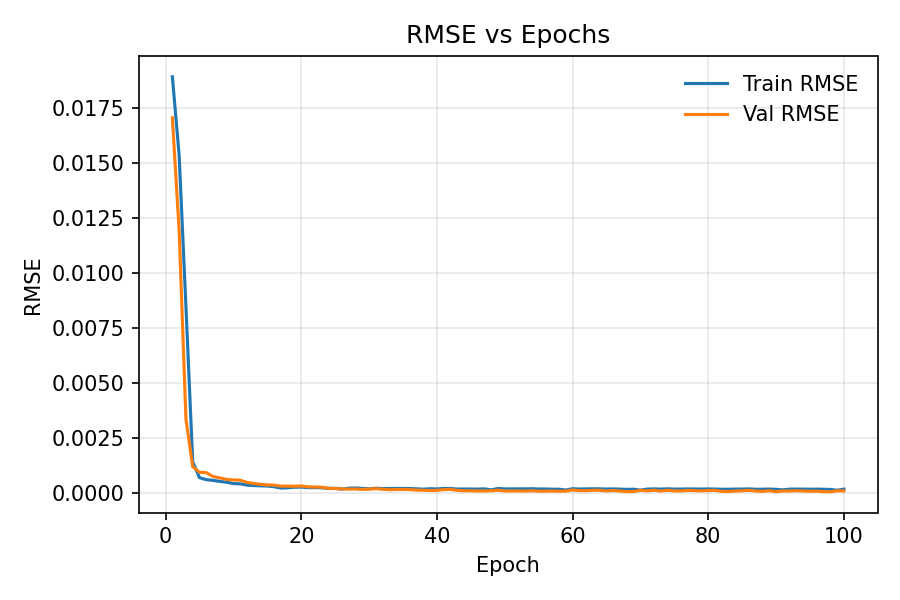 RMSE vs Epochs
Train RMSE
Val RMSE
RMSE
0.0175
0.0150
0.0125
0.0100
0.0075
0.0050
0.0025
0.0000
0 20 40 60 80 100
Epoch